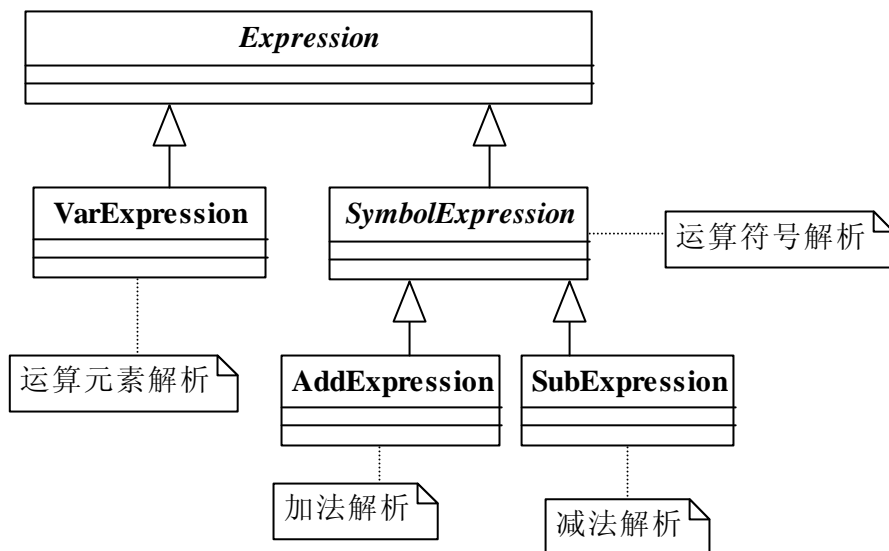 Expression
VarExpression
SymbolExpression
运算符号解析
运算元素解析
AddExpression
SubExpression
加法解析
减法解析